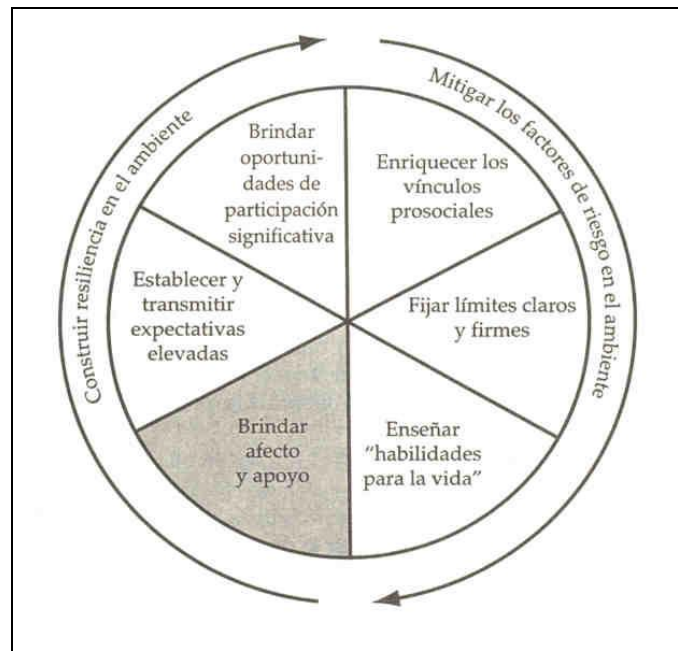 Construir resiliencia en el ambiente
Mitigar los factores de riesgo en el ambiente
Brindar
oportuni-
dades de
participación
significativa
Enriquecer los
vínculos
prosociales
Establecer y
transmitir
expectativas
elevadas
Fijar límites claros
y firmes
Brindar
afecto
y apoyo
Enseñar
“habilidades
para la vida”